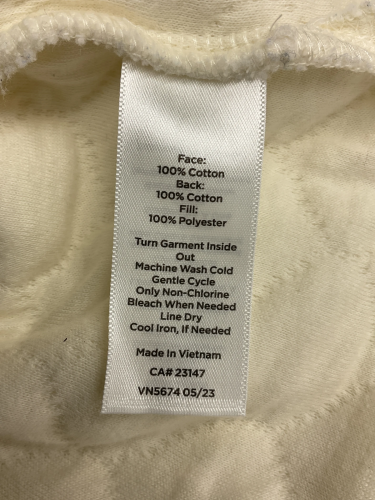 Face:
100% Cotton
Back:
100% Cotton
Fill:
100% Polyester
Turn Garment Inside
Out
Machine Wash Cold
Gentle Cycle
Only Non-Chlorine
Bleach When Needed
Line Dry
Cool Iron, If Needed
Made In Vietnam
CA# 23147
VN5674 05/23